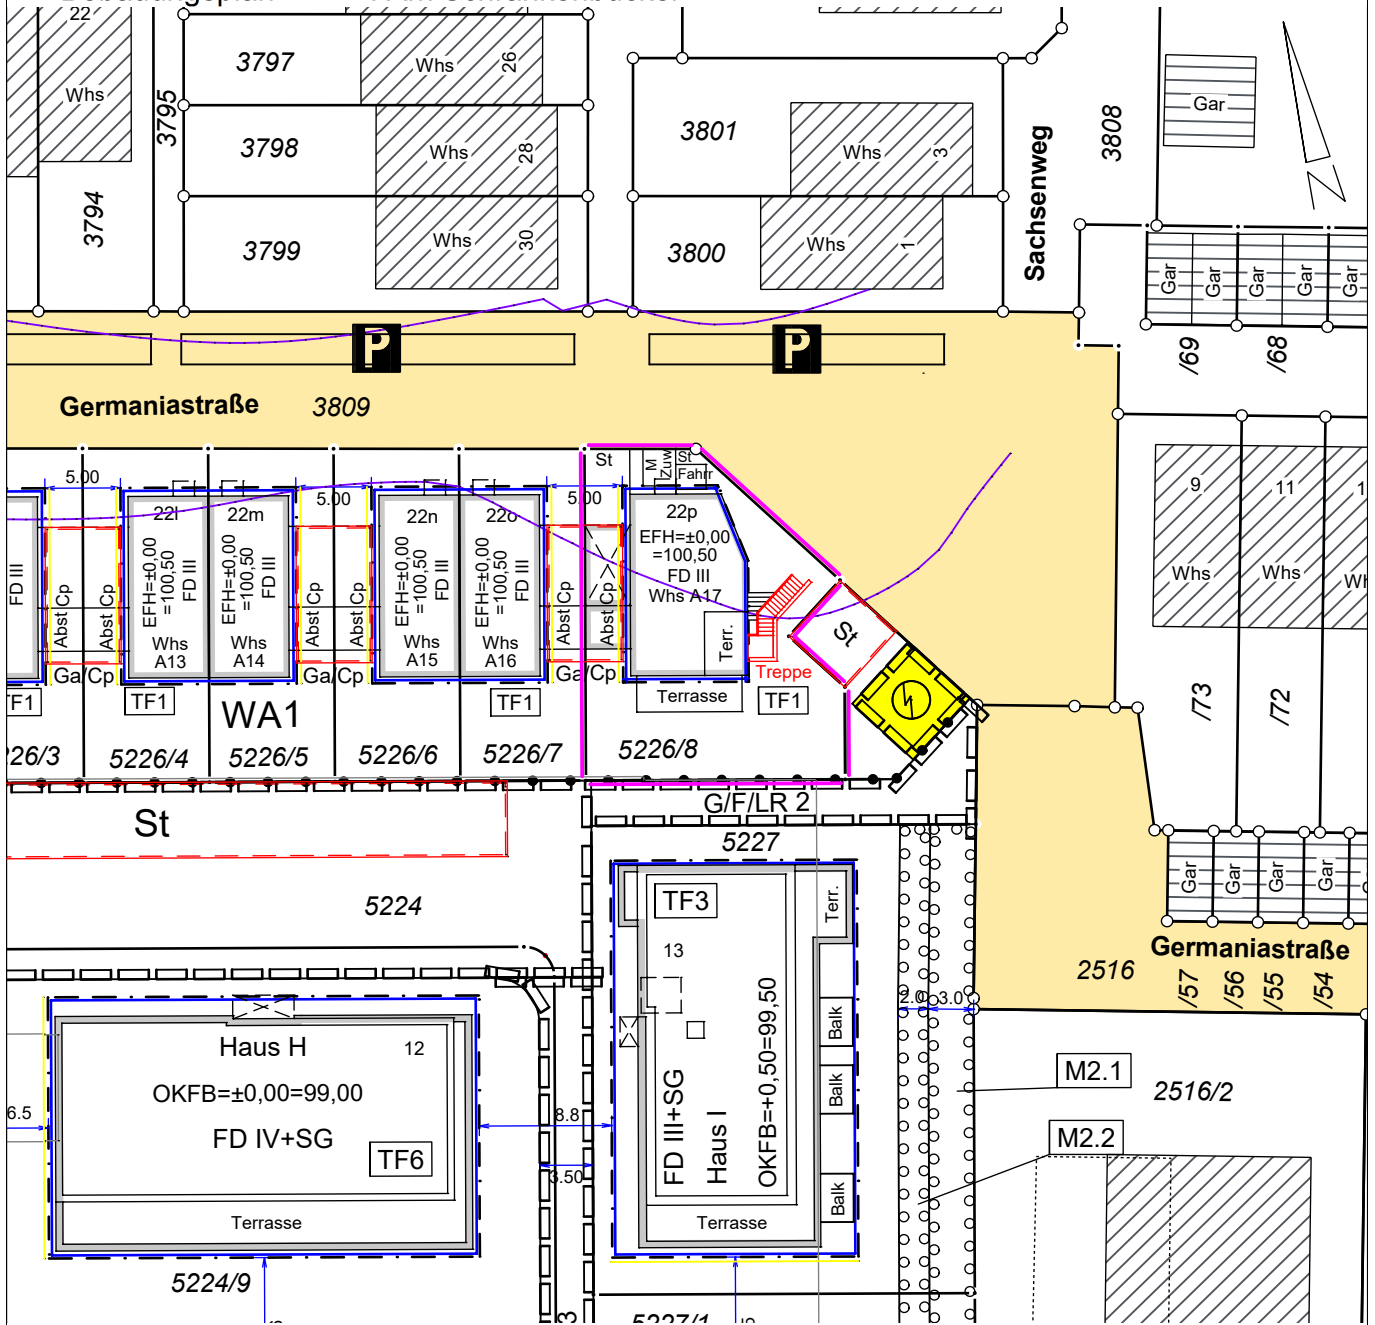 22
Whs
3794
3795
3797
Whs
26
3798
Whs
28
3799
Whs
30
3801
Whs
3
3800
Whs
1
Sachsenweg
3808
Gar
Gar
Gar
Gar
Gar
Gar
/69
/68
P
P
Germaniastraße
3809
5.00
5.00
5.00
St
M
Zuw
St
Fahrr
FD III
22l
EFH=±0,00
=100,50
FD III
Whs
A13
22m
EFH=±0,00
=100,50
FD III
Whs
A14
22n
EFH=±0,00
=100,50
FD III
Whs
A15
22o
EFH=±0,00
=100,50
FD III
Whs
A16
22p
EFH=±0,00
=100,50
FD III
Whs A17
Abst Cp
Abst Cp
Abst Cp
Abst Cp
Abst Cp
Abst Cp
Ga/Cp
Ga/Cp
Ga/Cp
Terr.
Terrasse
Treppe
St
TF1
TF1
TF1
TF1
WA1
26/3
5226/4
5226/5
5226/6
5226/7
5226/8
9
11
1
Whs
Whs
Wh
/73
/72
St
G/F/LR 2
5227
5224
TF3
13
Terr.
Balk
Balk
Balk
FD III+SG
Haus I
OKFB=+0,50=99,50
Terrasse
Gar
Gar
Gar
Gar
Germaniastraße
2516
/57
/56
/55
/54
2.0
3.0
Haus H
12
OKFB=±0,00=99,00
FD IV+SG
TF6
Terrasse
6.5
8.8
3.50
M2.1
M2.2
2516/2
5224/9
5227/1